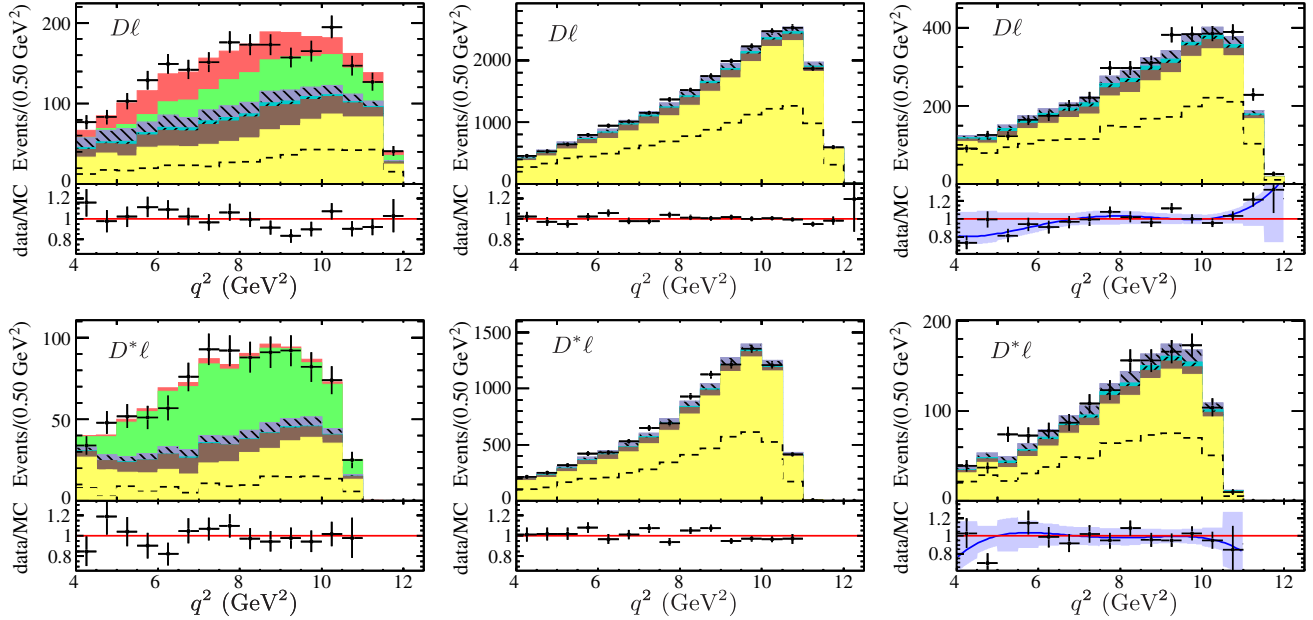 Events/(0.50 GeV²)
200
100
0
Dℓ
data/MC
1.2
1
0.8
4 6 8 10 12
q² (GeV²)
Events/(0.50 GeV²)
2000
1000
0
Dℓ
data/MC
1.2
1
0.8
4 6 8 10 12
q² (GeV²)
Events/(0.50 GeV²)
400
200
0
Dℓ
data/MC
1.2
1
0.8
4 6 8 10 12
q² (GeV²)
Events/(0.50 GeV²)
100
50
0
D*ℓ
data/MC
1.2
1
0.8
4 6 8 10 12
q² (GeV²)
Events/(0.50 GeV²)
1500
1000
500
0
D*ℓ
data/MC
1.2
1
0.8
4 6 8 10 12
q² (GeV²)
Events/(0.50 GeV²)
200
100
0
D*ℓ
data/MC
1.2
1
0.8
4 6 8 10 12
q² (GeV²)